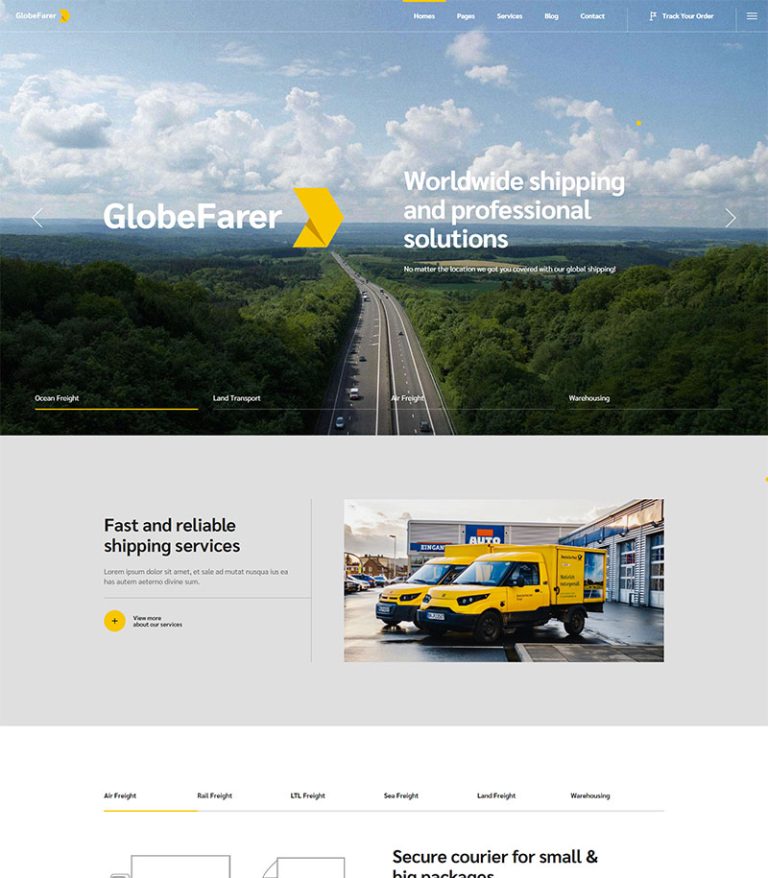 GlobeFarer
Homes
Pages
Services
Blog
Contact
Track Your Order
GlobeFarer
Worldwide shipping
and professional
solutions
No matter the location we got you covered with our global shipping!
Ocean Freight
Land Transport
Air Freight
Warehousing
Fast and reliable
shipping services
Lorem ipsum dolor sit amet, et sale ad mutat nusqua ius ea
has autem aeterno divine sum.
+
View more
about our services
EINGANG
AUTO
Air Freight
Rail Freight
LTL Freight
Sea Freight
Land Freight
Warehousing
Secure courier for small &
big packages